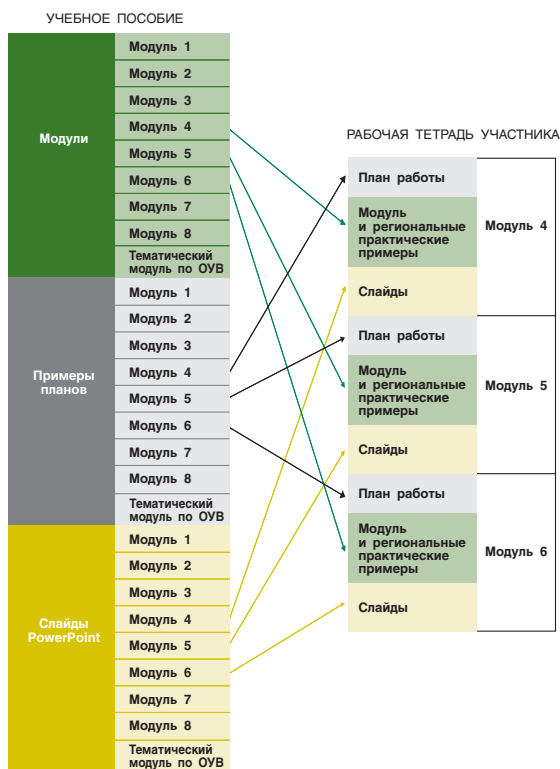 УЧЕБНОЕ ПОСОБИЕ
Модули
Модуль 1
Модуль 2
Модуль 3
Модуль 4
Модуль 5
Модуль 6
Модуль 7
Модуль 8
Тематический
модуль по ОУВ
Примеры
планов
Модуль 1
Модуль 2
Модуль 3
Модуль 4
Модуль 5
Модуль 6
Модуль 7
Модуль 8
Тематический
модуль по ОУВ
Слайды
PowerPoint
Модуль 1
Модуль 2
Модуль 3
Модуль 4
Модуль 5
Модуль 6
Модуль 7
Модуль 8
Тематический
модуль по ОУВ
РАБОЧАЯ ТЕТРАДЬ УЧАСТНИКА
План работы
Модуль
и региональные
практические
примеры
Слайды
Модуль 4
План работы
Модуль
и региональные
практические
примеры
Слайды
Модуль 5
План работы
Модуль
и региональные
практические
примеры
Слайды
Модуль 6